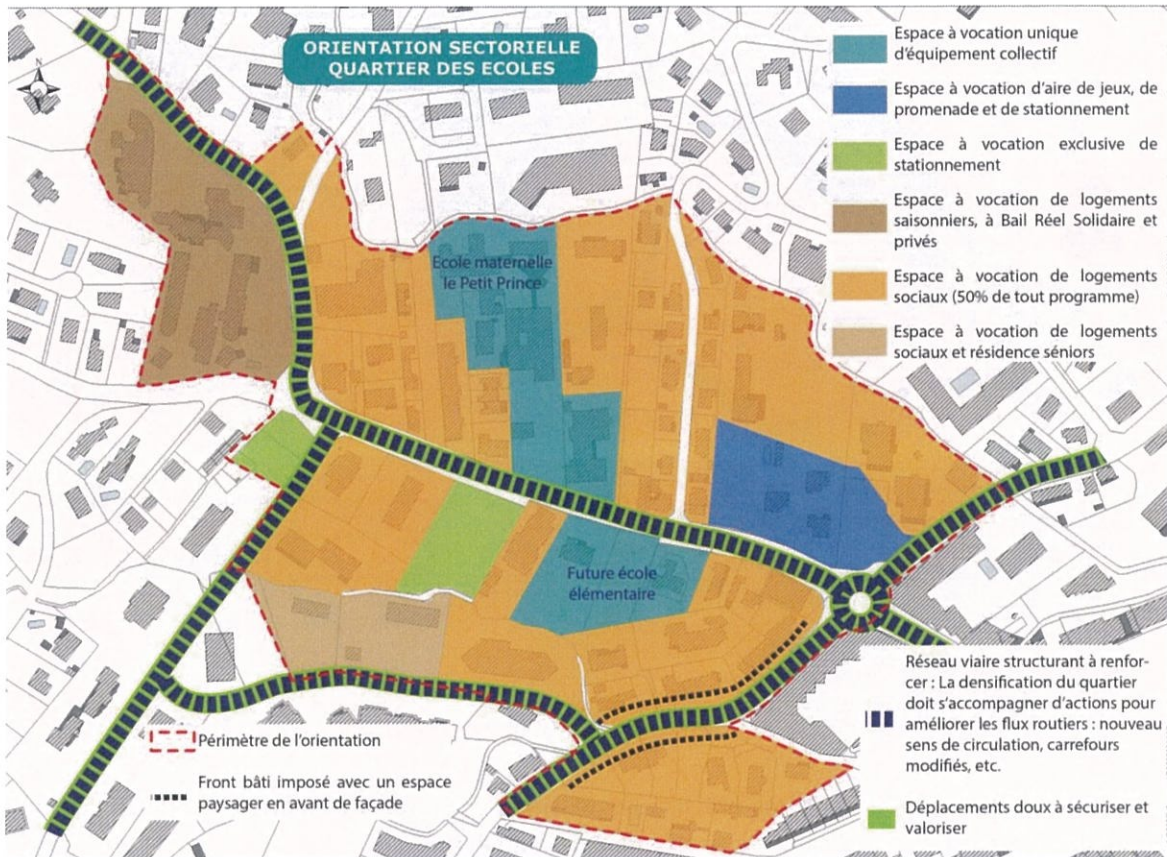 ORIENTATION SECTORIELLE
QUARTIER DES ECOLES
N
Espace à vocation unique
d'équipement collectif
Espace à vocation d'aire de jeux, de
promenade et de stationnement
Espace à vocation exclusive de
stationnement
Espace à vocation de logements
saisonniers, à Bail Réel Solidaire et
privés
Espace à vocation de logements
sociaux (50% de tout programme)
Espace à vocation de logements
sociaux et résidence séniors
Ecole maternelle
le Petit Prince
Future école
élémentaire
Périmètre de l'orientation
Front bâti imposé avec un espace
paysager en avant de façade
Réseau viaire structurant à renfor-
cer : La densification du quartier
doit s'accompagner d'actions pour
améliorer les flux routiers : nouveau
sens de circulation, carrefours
modifiés, etc.
Déplacements doux à sécuriser et
valoriser